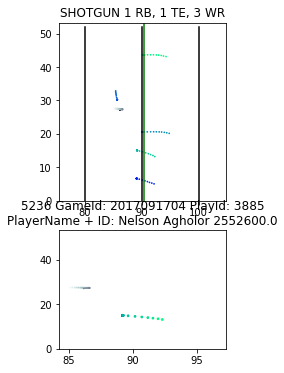 SHOTGUN 1 RB, 1 TE, 3 WR
50
40
30
20
10
0
80 90 100
5236 GameId: 2017091704 PlayId: 3885
PlayerName + ID: Nelson Agholor 2552600.0
40
20
0
85 90 95